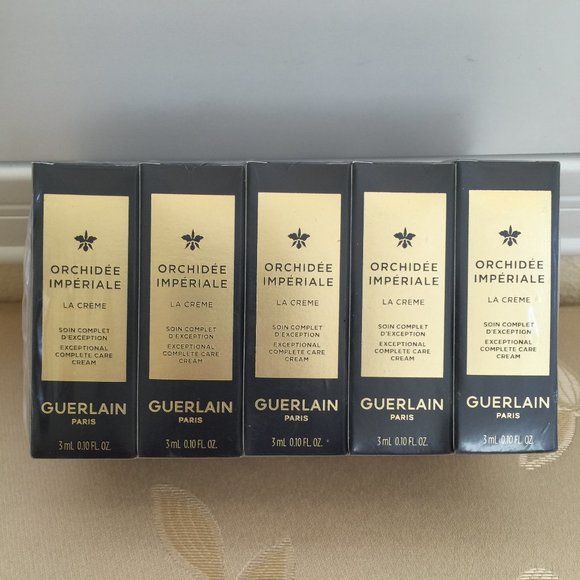 ORCHIDÉE
IMPÉRIALE
LA CRÈME
SOIN COMPLET
D'EXCEPTION
EXCEPTIONAL
COMPLETE CARE
CREAM
GUERLAIN
PARIS
3 mL 0.10 FL. OZ.
ORCHIDÉE
IMPÉRIALE
LA CRÈME
SOIN COMPLET
D'EXCEPTION
EXCEPTIONAL
COMPLETE CARE
CREAM
GUERLAIN
PARIS
3 mL 0.10 FL. OZ.
ORCHIDÉE
IMPÉRIALE
LA CRÈME
SOIN COMPLET
D'EXCEPTION
EXCEPTIONAL
COMPLETE CARE
CREAM
GUERLAIN
PARIS
3 mL 0.10 FL. OZ.
ORCHIDÉE
IMPÉRIALE
LA CRÈME
SOIN COMPLET
D'EXCEPTION
EXCEPTIONAL
COMPLETE CARE
CREAM
GUERLAIN
PARIS
3 mL 0.10 FL. OZ.
ORCHIDÉE
IMPÉRIALE
LA CRÈME
SOIN COMPLET
D'EXCEPTION
EXCEPTIONAL
COMPLETE CARE
CREAM
GUERLAIN
PARIS
3 mL 0.10 FL. OZ.